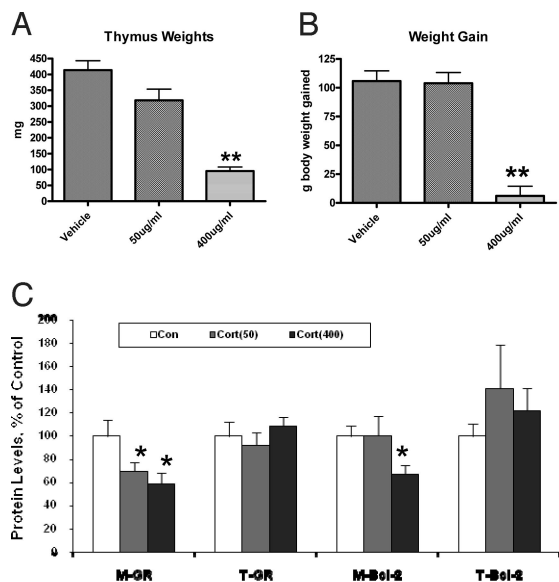 A
Thymus Weights
mg
450
400
350
300
250
200
150
100
50
0
**
Vehicle
50ug/ml
400ug/ml
B
Weight Gain
g body weight gained
125
100
75
50
25
0
**
Vehicle
50ug/ml
400ug/ml
C
Protein Levels, % of Control
200
180
160
140
120
100
80
60
40
20
0
Con Cort(50) Cort(400)
* * *
M-GR T-GR M-Bcl-2 T-Bcl-2